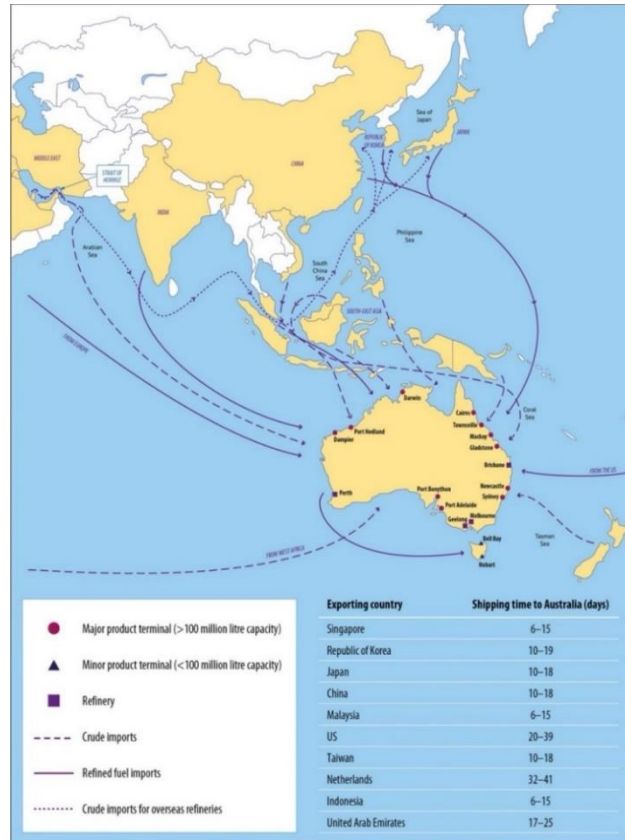 Sea of
Japan
REPUBLIC
OF KOREA
JAPAN
MIDDLE EAST
STRAIT OF
HORMUZ
CHINA
INDIA
Arabian
Sea
Philippine
Sea
South
China
Sea
SOUTH-EAST ASIA
FROM EUROPE
Darwin
Coral
Sea
Cairns
Townsville
Port Hedland
Dampier
Mackay
Gladstone
Brisbane
FROM THE US
Port Bonython
Newcastle
Perth
Sydney
Port Adelaide
Melbourne
Geelong
Tasman
Sea
Bell Bay
FROM WEST AFRICA
Hobart
Major product terminal (>100 million litre capacity)
Minor product terminal (<100 million litre capacity)
Refinery
Crude imports
Refined fuel imports
Crude imports for overseas refineries
Exporting country Shipping time to Australia (days)
Singapore 6–15
Republic of Korea 10–19
Japan 10–18
China 10–18
Malaysia 6–15
US 20–39
Taiwan 10–18
Netherlands 32–41
Indonesia 6–15
United Arab Emirates 17–25